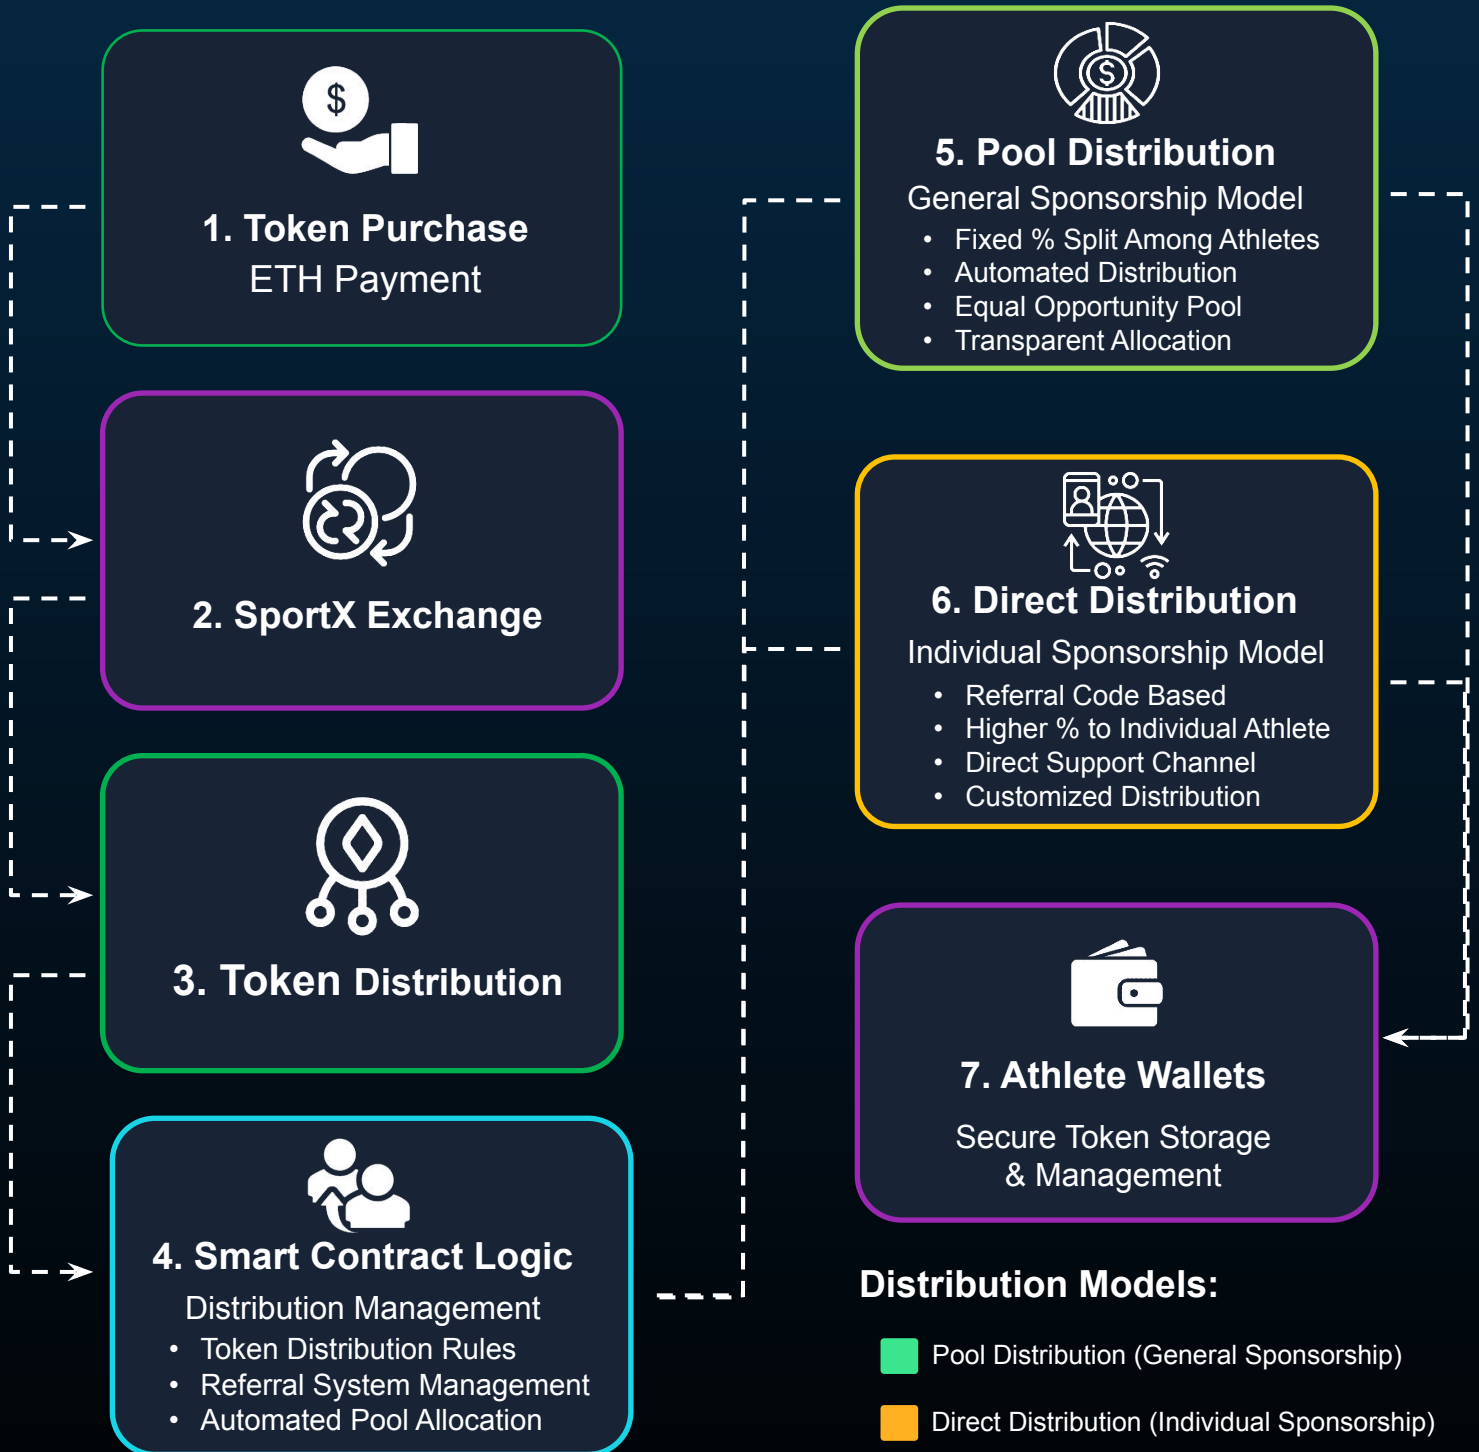 $
1. Token Purchase
ETH Payment
2. SportX Exchange
3. Token Distribution
4. Smart Contract Logic
Distribution Management
• Token Distribution Rules
• Referral System Management
• Automated Pool Allocation
$
5. Pool Distribution
General Sponsorship Model
• Fixed % Split Among Athletes
• Automated Distribution
• Equal Opportunity Pool
• Transparent Allocation
6. Direct Distribution
Individual Sponsorship Model
• Referral Code Based
• Higher % to Individual Athlete
• Direct Support Channel
• Customized Distribution
7. Athlete Wallets
Secure Token Storage
& Management
Distribution Models:
Pool Distribution (General Sponsorship)
Direct Distribution (Individual Sponsorship)